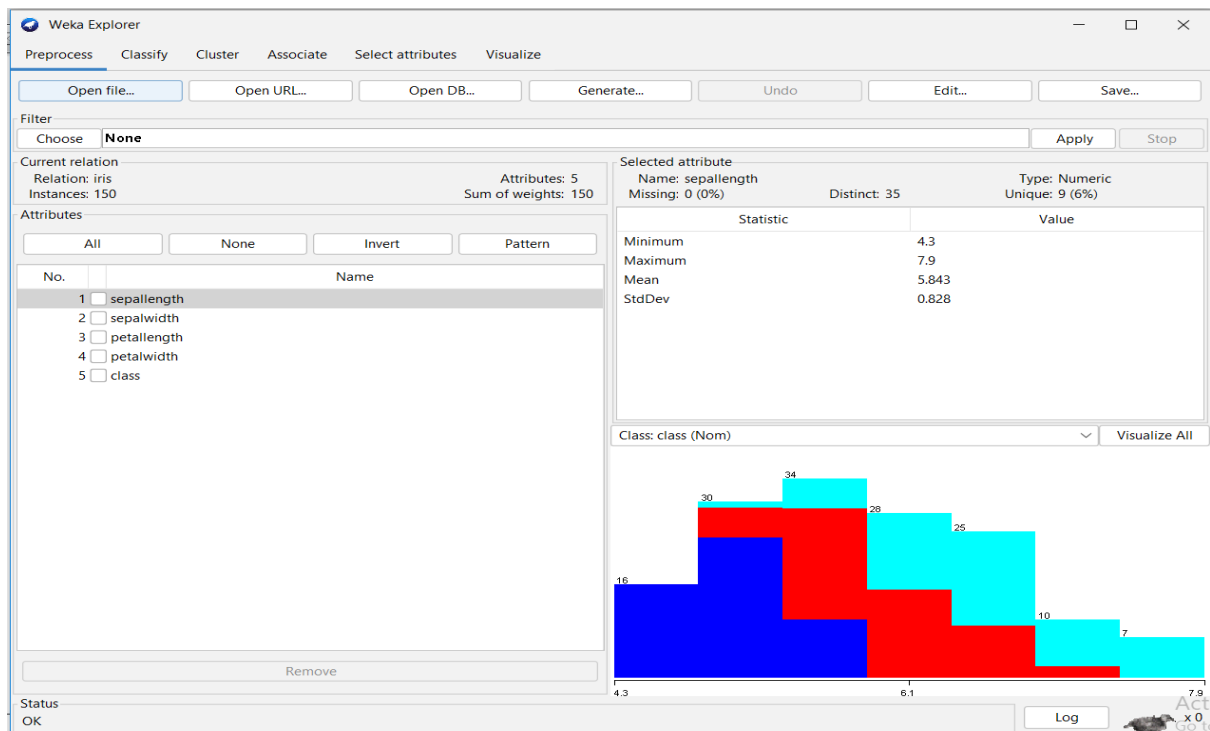 Weka Explorer
Preprocess Classify Cluster Associate Select attributes Visualize
Open file... Open URL... Open DB... Generate... Undo Edit... Save...
Filter
Choose None Apply Stop
Current relation
Relation: iris Attributes: 5
Instances: 150 Sum of weights: 150
Attributes
All None Invert Pattern
No. Name
1 sepallength
2 sepalwidth
3 petallength
4 petalwidth
5 class
Remove
Selected attribute
Name: sepallength Type: Numeric
Missing: 0 (0%) Distinct: 35 Unique: 9 (6%)
Statistic Value
Minimum 4.3
Maximum 7.9
Mean 5.843
StdDev 0.828
Class: class (Nom) Visualize All
16 30 34 28 25 10 7
4.3 6.1 7.9
Status
OK
Log x 0
Act
Go to